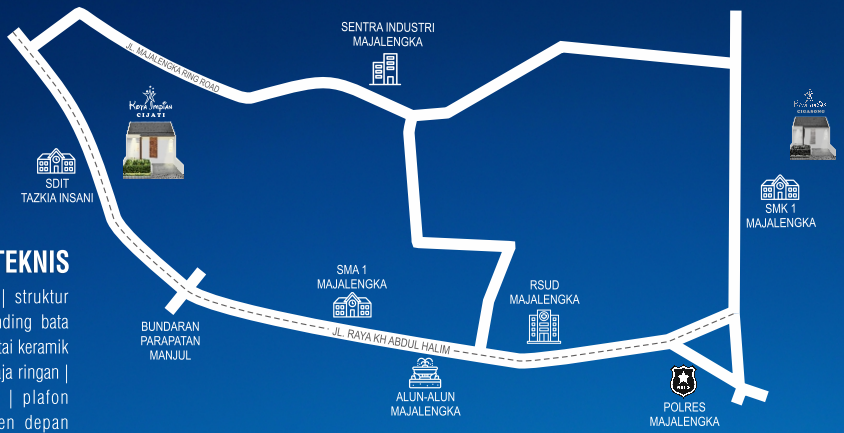 SENTRA INDUSTRI
MAJALENGKA
JL. MAJALENGKA RING ROAD
Kota Impian
CIJATI
SDIT
TAZKIA INSANI
CIGASONG
SMK 1
MAJALENGKA
TEKNIS
| struktur
nding bata
tai keramik
ja ringan |
| plafon
en depan
BUNDARAN
PARAPATAN
MANJUL
SMA 1
MAJALENGKA
JL. RAYA KH ABDUL HALIM
RSUD
MAJALENGKA
ALUN-ALUN
MAJALENGKA
POLRES
MAJALENGKA